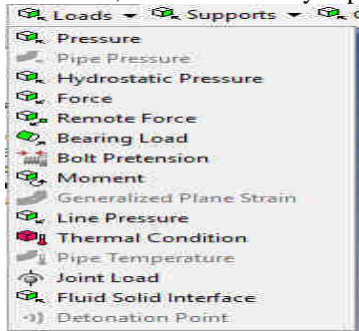 Loads Supports
Pressure
Pipe Pressure
Hydrostatic Pressure
Force
Remote Force
Bearing Load
Bolt Pretension
Moment
Generalized Plane Strain
Line Pressure
Thermal Condition
Pipe Temperature
Joint Load
Fluid Solid Interface
Detonation Point